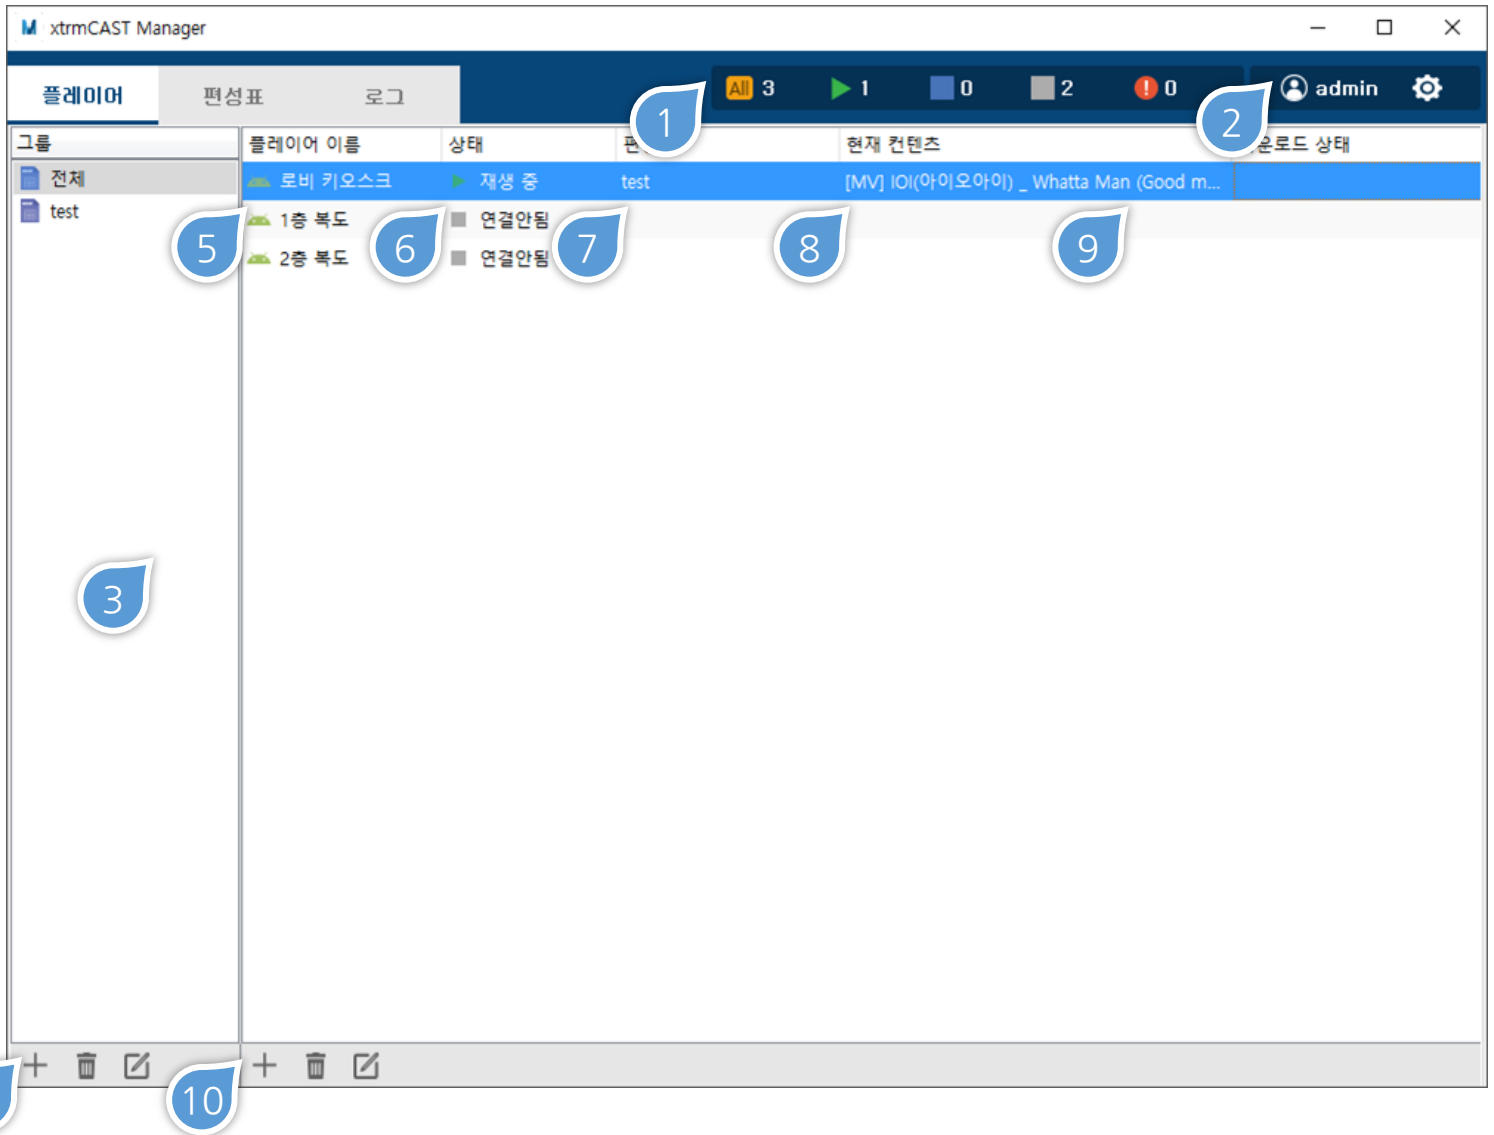 xtrmCAST Manager
플레이어 편성표 로그
1 All 3 1 0 2 ! 0 2 admin
그룹
플레이어 이름 상태 현재 컨텐츠 운로드 상태
전체
test
로비 키오스크 재생 중 test [MV] IOI(아이오아이) _ Whatta Man (Good m...
1층 복도 연결안됨
2층 복도 연결안됨
5 6 7 8 9
3
10